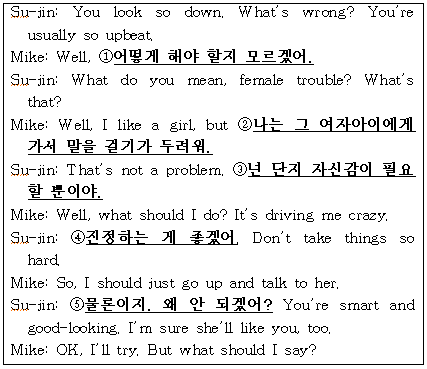 Su-jin: You look so down. What's wrong? You're
usually so upbeat.
Mike: Well, ①어떻게 해야 할지 모르겠어.
Su-jin: What do you mean, female trouble? What's
that?
Mike: Well, I like a girl, but ②나는 그 여자아이에게
가서 말을 걸기가 두려워.
Su-jin: That's not a problem. ③넌 단지 자신감이 필요
할 뿐이야.
Mike: Well, what should I do? It's driving me crazy.
Su-jin: ④진정하는 게 좋겠어. Don't take things so
hard.
Mike: So, I should just go up and talk to her.
Su-jin: ⑤물론이지. 왜 안 되겠어? You're smart and
good-looking. I'm sure she'll like you, too.
Mike: OK, I'll try. But what should I say?